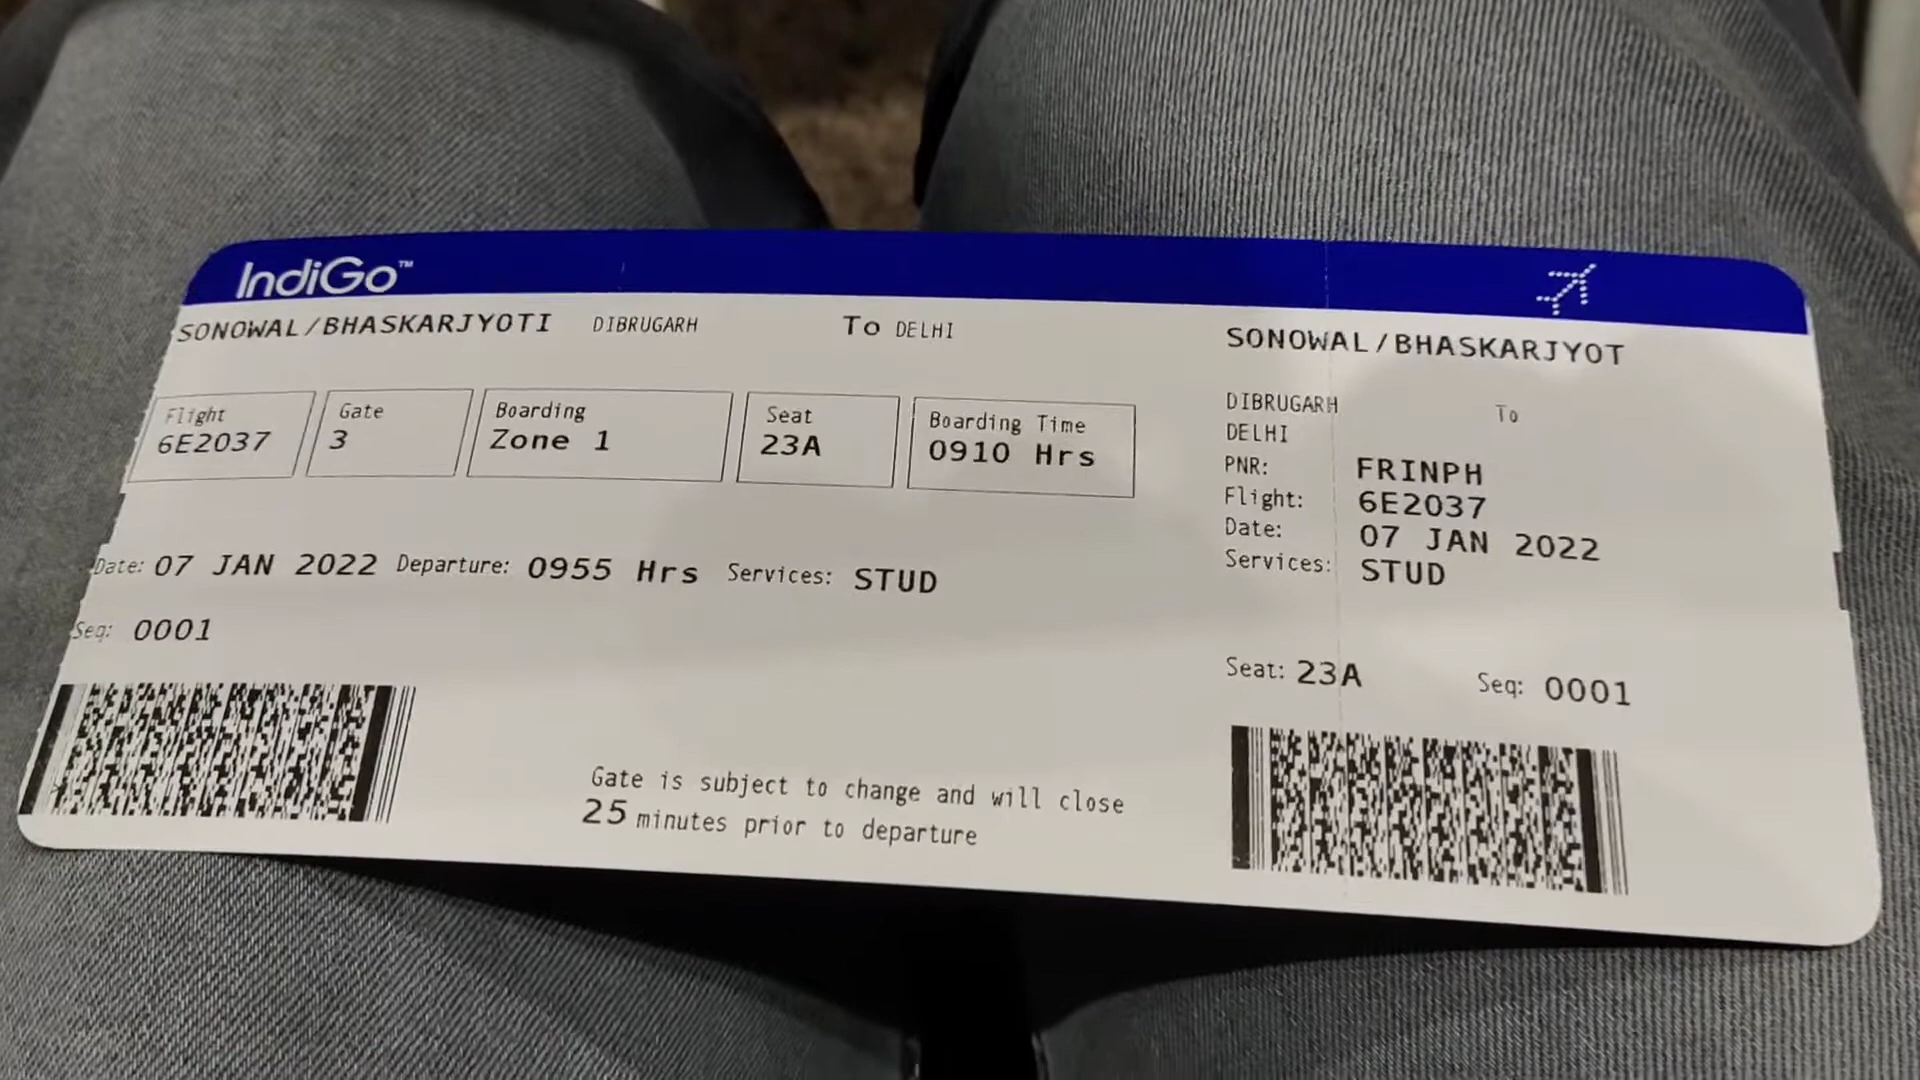 IndiGo™
SONOWAL/BHASKARJYOTI DIBRUGARH To DELHI
Flight Gate Boarding Seat Boarding Time
6E2037 3 Zone 1 23A 0910 Hrs
Date: 07 JAN 2022 Departure: 0955 Hrs Services: STUD
Seq: 0001
Gate is subject to change and will close
25 minutes prior to departure
SONOWAL/BHASKARJYOT
DIBRUGARH To
DELHI
PNR: FRINPH
Flight: 6E2037
Date: 07 JAN 2022
Services: STUD
Seat: 23A Seq: 0001